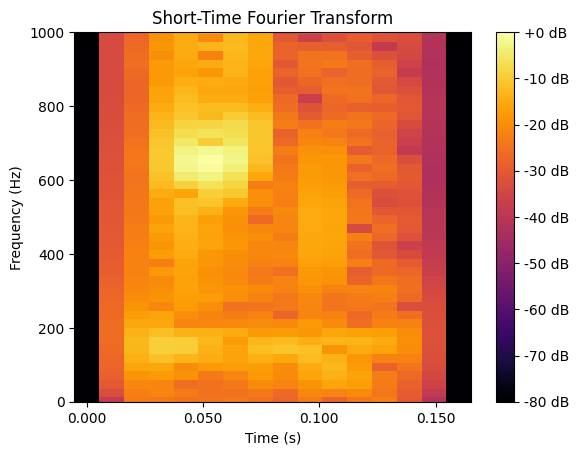 Short-Time Fourier Transform
1000
800
600
400
200
0
Frequency (Hz)
0.000
0.050
0.100
0.150
Time (s)
+0 dB
-10 dB
-20 dB
-30 dB
-40 dB
-50 dB
-60 dB
-70 dB
-80 dB